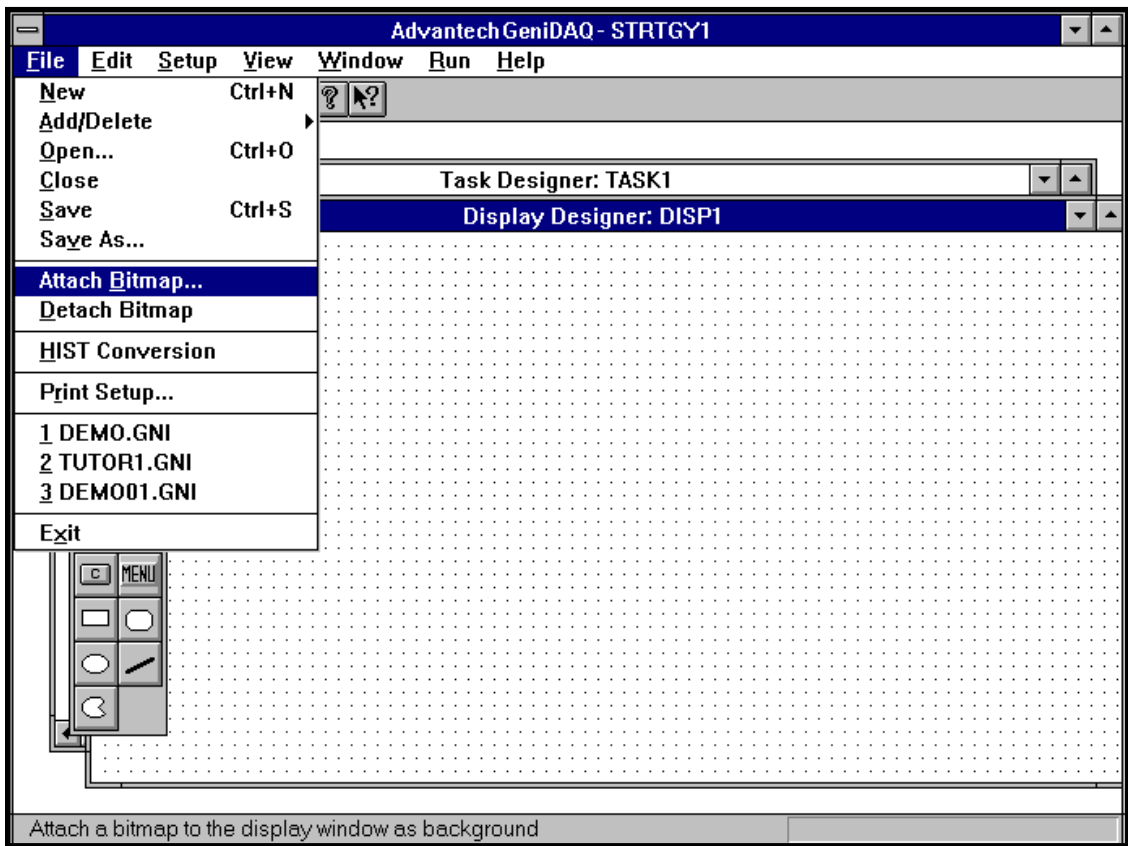 Advantech GeniDAQ - STRTGY1
File Edit Setup View Window Run Help
New Ctrl+N
Add/Delete
Open... Ctrl+O
Close
Save Ctrl+S
Save As...
Attach Bitmap...
Detach Bitmap
HIST Conversion
Print Setup...
1 DEMO.GNI
2 TUTOR1.GNI
3 DEMO01.GNI
Exit
? ?
Task Designer: TASK1
Display Designer: DISP1
C MENU
Attach a bitmap to the display window as background